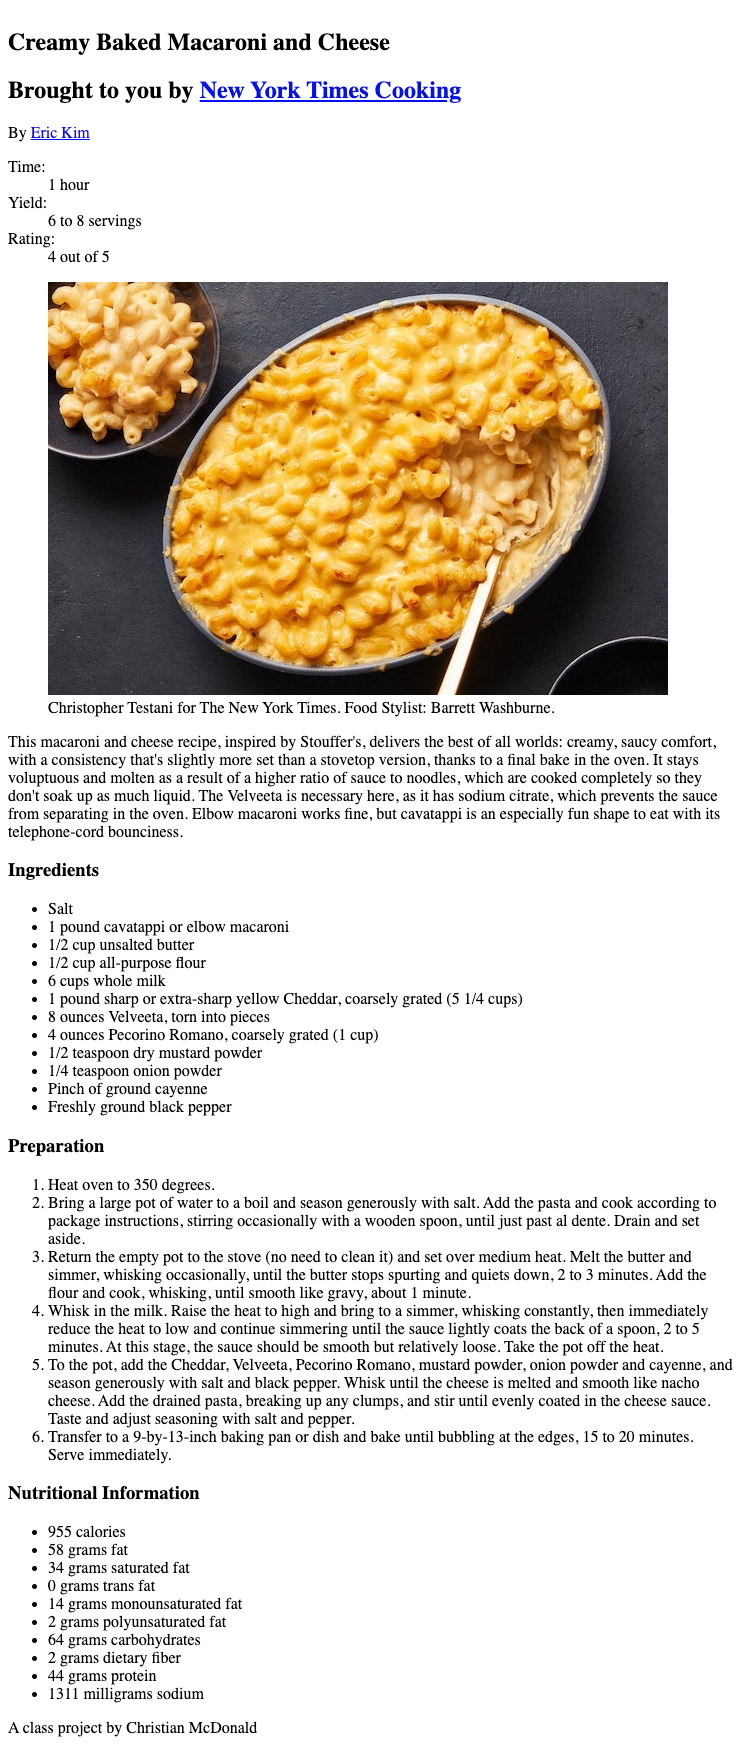 Creamy Baked Macaroni and Cheese
Brought to you by New York Times Cooking
By Eric Kim
Time:
1 hour
Yield:
6 to 8 servings
Rating:
4 out of 5
Christopher Testani for The New York Times. Food Stylist: Barrett Washburne.
This macaroni and cheese recipe, inspired by Stouffer's, delivers the best of all worlds: creamy, saucy comfort,
with a consistency that's slightly more set than a stovetop version, thanks to a final bake in the oven. It stays
voluptuous and molten as a result of a higher ratio of sauce to noodles, which are cooked completely so they
don't soak up as much liquid. The Velveeta is necessary here, as it has sodium citrate, which prevents the sauce
from separating in the oven. Elbow macaroni works fine, but cavatappi is an especially fun shape to eat with its
telephone-cord bounciness.
Ingredients
• Salt
• 1 pound cavatappi or elbow macaroni
• 1/2 cup unsalted butter
• 1/2 cup all-purpose flour
• 6 cups whole milk
• 1 pound sharp or extra-sharp yellow Cheddar, coarsely grated (5 1/4 cups)
• 8 ounces Velveeta, torn into pieces
• 4 ounces Pecorino Romano, coarsely grated (1 cup)
• 1/2 teaspoon dry mustard powder
• 1/4 teaspoon onion powder
• Pinch of ground cayenne
• Freshly ground black pepper
Preparation
1. Heat oven to 350 degrees.
2. Bring a large pot of water to a boil and season generously with salt. Add the pasta and cook according to
package instructions, stirring occasionally with a wooden spoon, until just past al dente. Drain and set
aside.
3. Return the empty pot to the stove (no need to clean it) and set over medium heat. Melt the butter and
simmer, whisking occasionally, until the butter stops spurting and quiets down, 2 to 3 minutes. Add the
flour and cook, whisking, until smooth like gravy, about 1 minute.
4. Whisk in the milk. Raise the heat to high and bring to a simmer, whisking constantly, then immediately
reduce the heat to low and continue simmering until the sauce lightly coats the back of a spoon, 2 to 5
minutes. At this stage, the sauce should be smooth but relatively loose. Take the pot off the heat.
5. To the pot, add the Cheddar, Velveeta, Pecorino Romano, mustard powder, onion powder and cayenne, and
season generously with salt and black pepper. Whisk until the cheese is melted and smooth like nacho
cheese. Add the drained pasta, breaking up any clumps, and stir until evenly coated in the cheese sauce.
Taste and adjust seasoning with salt and pepper.
6. Transfer to a 9-by-13-inch baking pan or dish and bake until bubbling at the edges, 15 to 20 minutes.
Serve immediately.
Nutritional Information
• 955 calories
• 58 grams fat
• 34 grams saturated fat
• 0 grams trans fat
• 14 grams monounsaturated fat
• 2 grams polyunsaturated fat
• 64 grams carbohydrates
• 2 grams dietary fiber
• 44 grams protein
• 1311 milligrams sodium
A class project by Christian McDonald